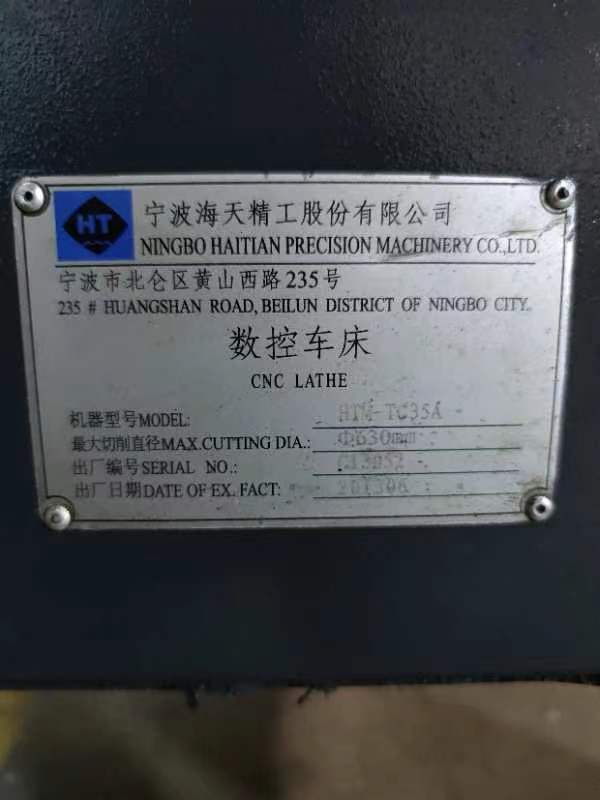 HT
宁波海天精工股份有限公司
NINGBO HAITIAN PRECISION MACHINERY CO.,LTD.
宁波市北仑区黄山西路235号
235 # HUANGSHAN ROAD, BEILUN DISTRICT OF NINGBO CITY.
数控车床
CNC LATHE
机器型号MODEL: HTM-TC35A
最大切削直径MAX.CUTTING DIA.: Φ630mm
出厂编号SERIAL NO.:
出厂日期DATE OF EX. FACT: 201306